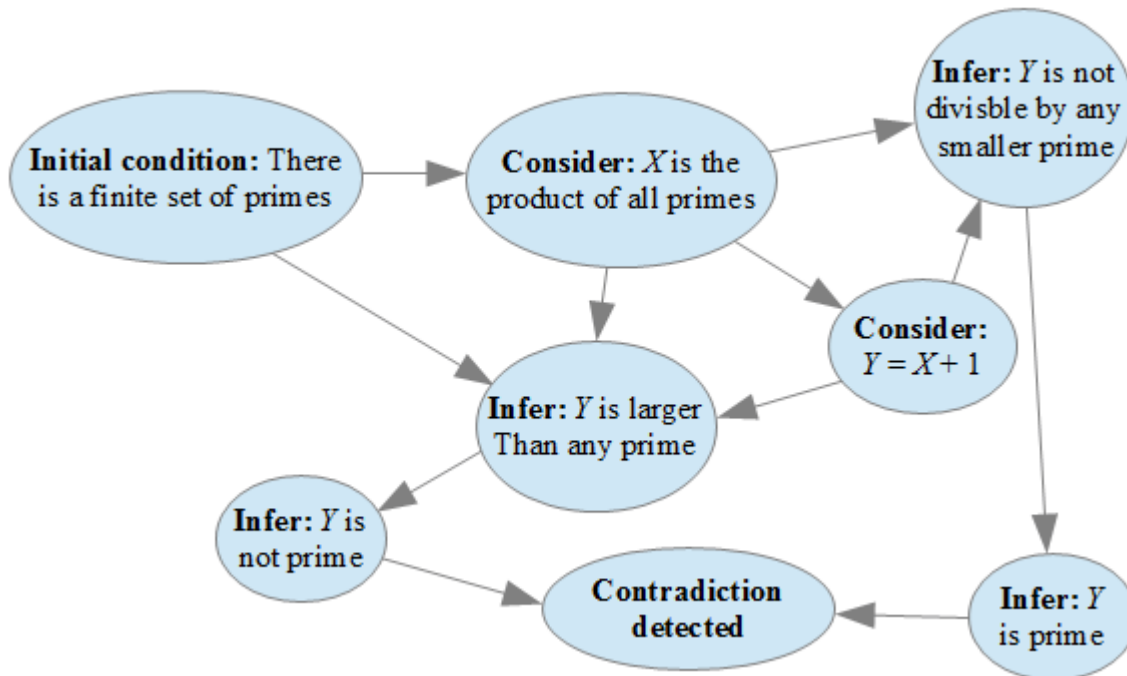 Initial condition: There
is a finite set of primes
Consider: X is the
product of all primes
Infer: Y is not
divisble by any
smaller prime
Consider:
Y = X + 1
Infer: Y is larger
Than any prime
Infer: Y is
not prime
Contradiction
detected
Infer: Y
is prime